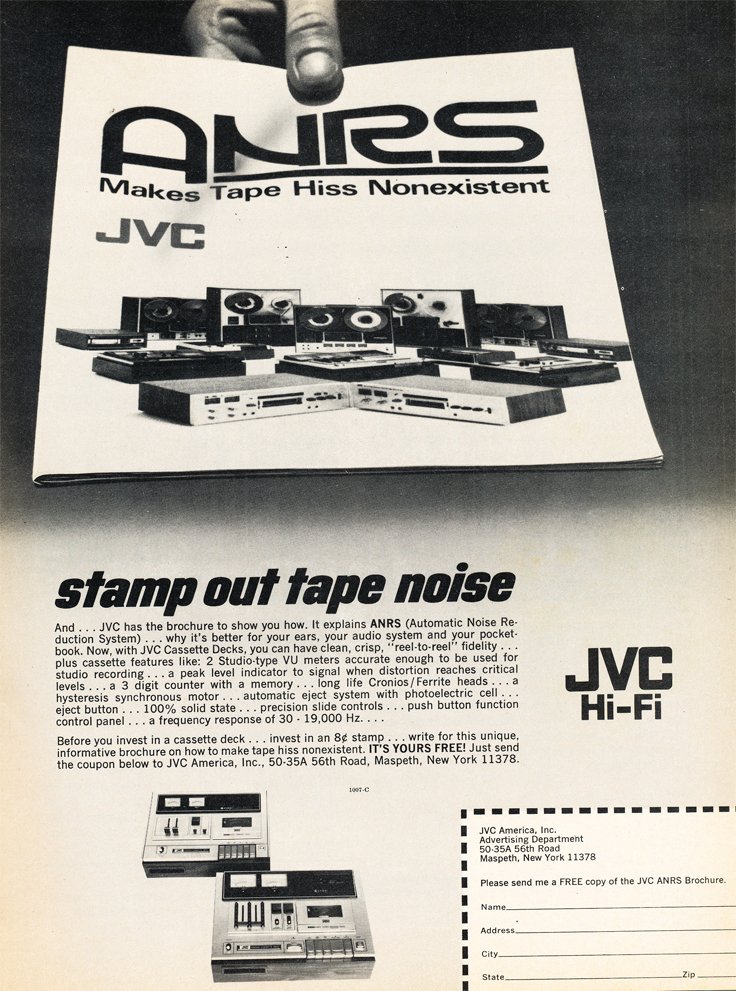 ANRS
Makes Tape Hiss Nonexistent
JVC
stamp out tape noise
And . . . JVC has the brochure to show you how. It explains ANRS (Automatic Noise Re-
duction System) . . . why it's better for your ears, your audio system and your pocket-
book. Now, with JVC Cassette Decks, you can have clean, crisp, "reel-to-reel" fidelity . . .
plus cassette features like: 2 Studio-type VU meters accurate enough to be used for
studio recording . . . a peak level indicator to signal when distortion reaches critical
levels . . . a 3 digit counter with a memory . . . long life Cronios/Ferrite heads . . . a
hysteresis synchronous motor . . . automatic eject system with photoelectric cell . . .
eject button . . . 100% solid state . . . precision slide controls . . . push button function
control panel . . . a frequency response of 30 - 19,000 Hz. . . .
Before you invest in a cassette deck . . . invest in an 8¢ stamp . . . write for this unique,
informative brochure on how to make tape hiss nonexistent. IT'S YOURS FREE! Just send
the coupon below to JVC America, Inc., 50-35A 56th Road, Maspeth, New York 11378.
JVC
Hi-Fi
1007-C
JVC America, Inc.
Advertising Department
50-35A 56th Road
Maspeth, New York 11378
Please send me a FREE copy of the JVC ANRS Brochure.
Name
Address
City
State Zip